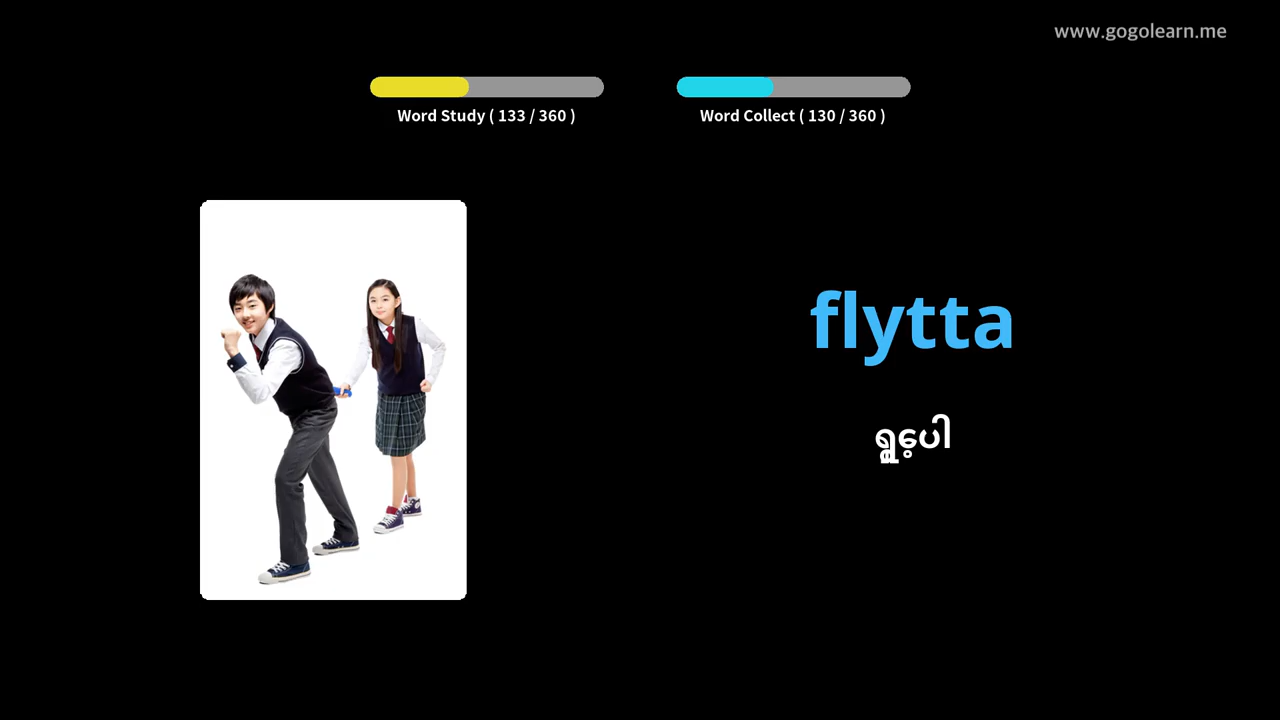 www.gogolearn.me
Word Study ( 133 / 360 )
Word Collect ( 130 / 360 )
flytta
ရွှေ့ပေါ